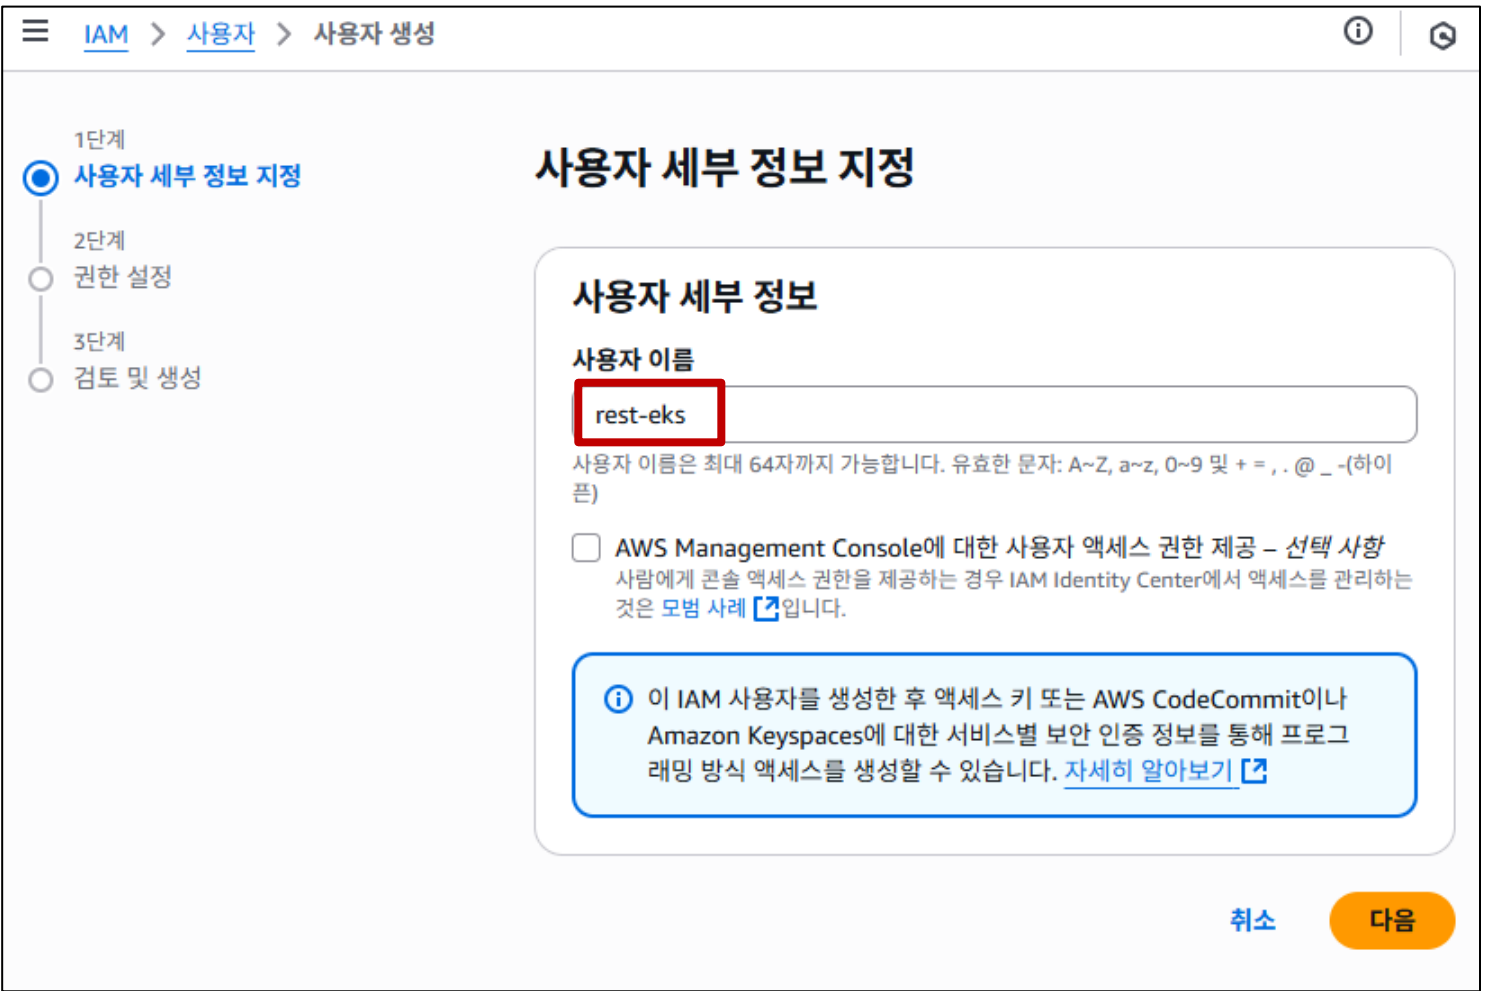 IAM > 사용자 > 사용자 생성
1단계
사용자 세부 정보 지정
2단계
권한 설정
3단계
검토 및 생성
사용자 세부 정보 지정
사용자 세부 정보
사용자 이름
rest-eks
사용자 이름은 최대 64자까지 가능합니다. 유효한 문자: A~Z, a~z, 0~9 및 + = , . @ _ -(하이
픈)
AWS Management Console에 대한 사용자 액세스 권한 제공 – 선택 사항
사람에게 콘솔 액세스 권한을 제공하는 경우 IAM Identity Center에서 액세스를 관리하는
것은 모범 사례 입니다.
이 IAM 사용자를 생성한 후 액세스 키 또는 AWS CodeCommit이나
Amazon Keyspaces에 대한 서비스별 보안 인증 정보를 통해 프로그
래밍 방식 액세스를 생성할 수 있습니다. 자세히 알아보기
취소
다음